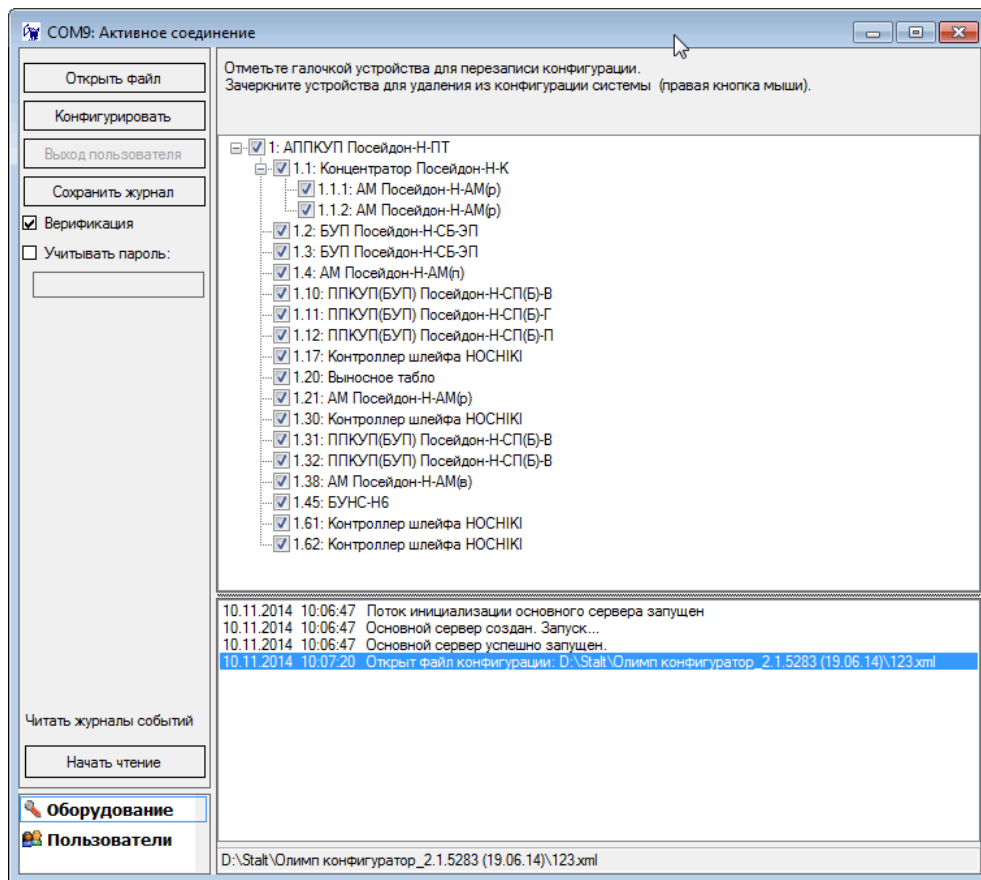 COM9: Активное соединение
Открыть файл
Конфигурировать
Выход пользователя
Сохранить журнал
Верификация
Учитывать пароль:
Отметьте галочкой устройства для перезаписи конфигурации.
Зачеркните устройства для удаления из конфигурации системы (правая кнопка мыши).
1: АППКУП Посейдон-Н-ПТ
1.1: Концентратор Посейдон-Н-К
1.1.1: АМ Посейдон-Н-АМ(р)
1.1.2: АМ Посейдон-Н-АМ(р)
1.2: БУП Посейдон-Н-СБ-ЭП
1.3: БУП Посейдон-Н-СБ-ЭП
1.4: АМ Посейдон-Н-АМ(п)
1.10: ППКУП(БУП) Посейдон-Н-СП(Б)-В
1.11: ППКУП(БУП) Посейдон-Н-СП(Б)-Г
1.12: ППКУП(БУП) Посейдон-Н-СП(Б)-П
1.17: Контроллер шлейфа HOCHIKI
1.20: Выносное табло
1.21: АМ Посейдон-Н-АМ(р)
1.30: Контроллер шлейфа HOCHIKI
1.31: ППКУП(БУП) Посейдон-Н-СП(Б)-В
1.32: ППКУП(БУП) Посейдон-Н-СП(Б)-В
1.38: АМ Посейдон-Н-АМ(в)
1.45: БУНС-Н6
1.61: Контроллер шлейфа HOCHIKI
1.62: Контроллер шлейфа HOCHIKI
10.11.2014 10:06:47 Поток инициализации основного сервера запущен
10.11.2014 10:06:47 Основной сервер создан. Запуск...
10.11.2014 10:06:47 Основной сервер успешно запущен.
10.11.2014 10:07:20 Открыт файл конфигурации: D:\Stalt\Олимп конфигуратор_2.1.5283 (19.06.14)\123.xml
Читать журналы событий
Начать чтение
Оборудование
Пользователи
D:\Stalt\Олимп конфигуратор_2.1.5283 (19.06.14)\123.xml